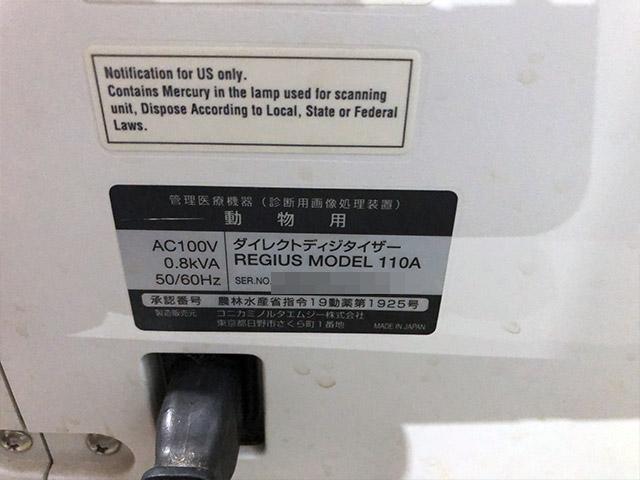 Notification for US only.
Contains Mercury in the lamp used for scanning
unit, Dispose According to Local, State or Federal
Laws.
管理医療機器（診断用画像処理装置）
動物用
AC100V
0.8kVA
50/60Hz
ダイレクトディジタイザー
REGIUS MODEL 110A
SER.NO.
承認番号 農林水産省指令19動薬第1925号
製造販売元 コニカミノルタエムジー株式会社
東京都日野市さくら町1番地 MADE IN JAPAN